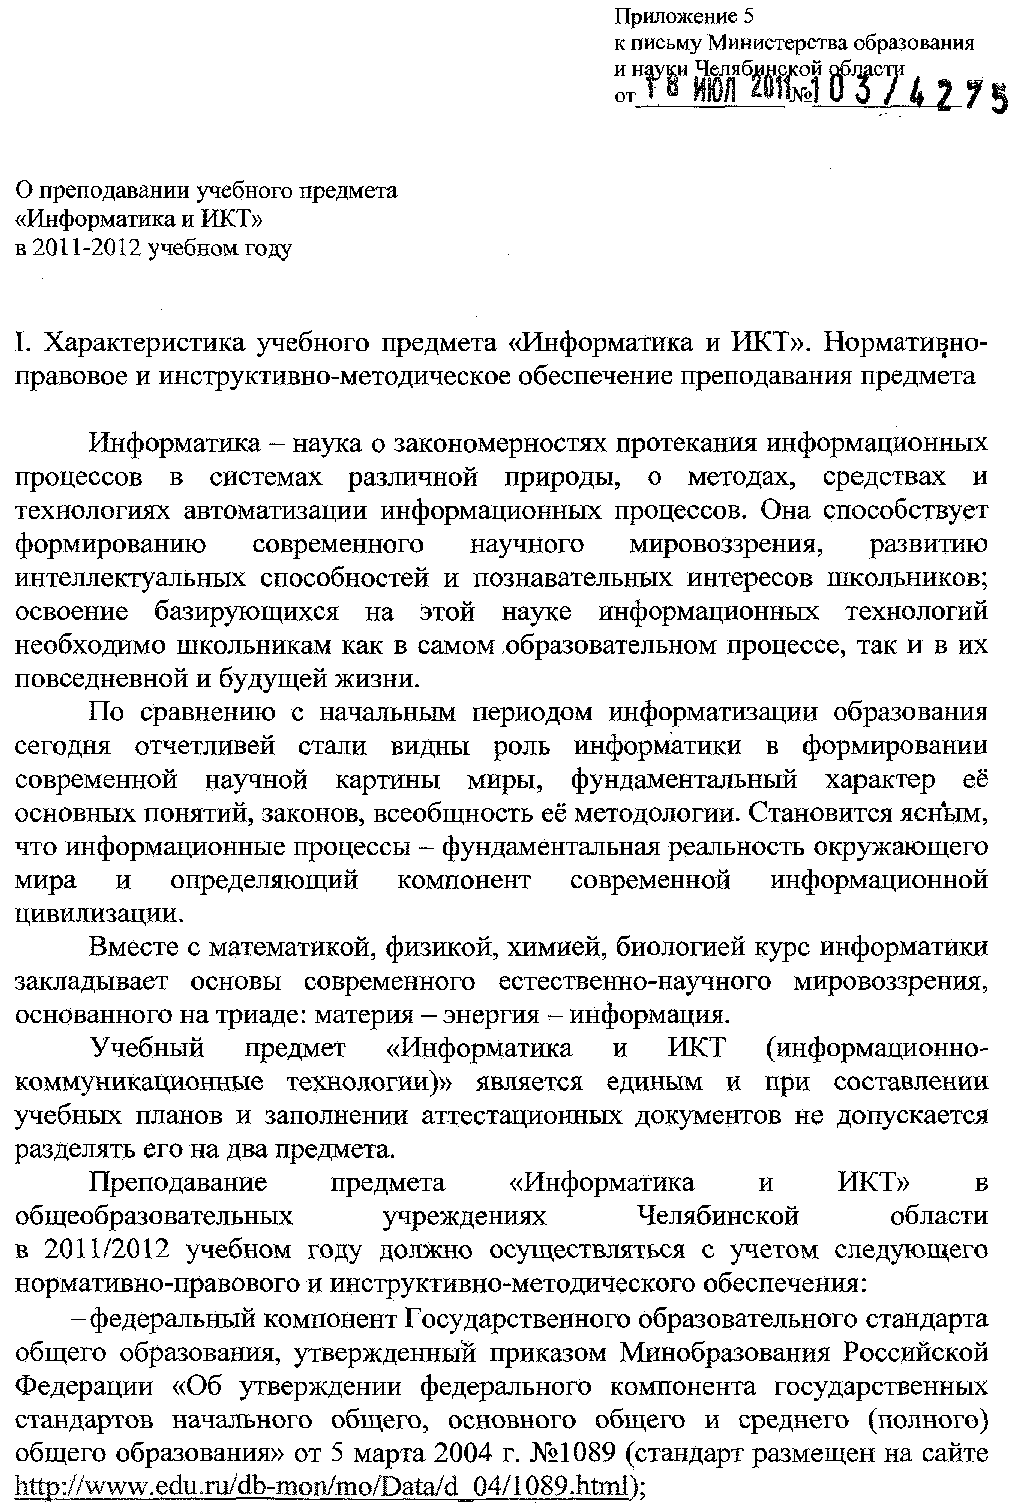 Приложение 5
к письму Министерства образования
и науки Челябинской области
от 18 ИЮЛ 2011 № 103/4275
О преподавании учебного предмета
«Информатика и ИКТ»
в 2011-2012 учебном году
I. Характеристика учебного предмета «Информатика и ИКТ». Нормативно-
правовое и инструктивно-методическое обеспечение преподавания предмета
Информатика – наука о закономерностях протекания информационных
процессов в системах различной природы, о методах, средствах и
технологиях автоматизации информационных процессов. Она способствует
формированию современного научного мировоззрения, развитию
интеллектуальных способностей и познавательных интересов школьников;
освоение базирующихся на этой науке информационных технологий
необходимо школьникам как в самом образовательном процессе, так и в их
повседневной и будущей жизни.
По сравнению с начальным периодом информатизации образования
сегодня отчетливей стали видны роль информатики в формировании
современной научной картины миры, фундаментальный характер её
основных понятий, законов, всеобщность её методологии. Становится ясным,
что информационные процессы – фундаментальная реальность окружающего
мира и определяющий компонент современной информационной
цивилизации.
Вместе с математикой, физикой, химией, биологией курс информатики
закладывает основы современного естественно-научного мировоззрения,
основанного на триаде: материя – энергия – информация.
Учебный предмет «Информатика и ИКТ (информационно-
коммуникационные технологии)» является единым и при составлении
учебных планов и заполнении аттестационных документов не допускается
разделять его на два предмета.
Преподавание предмета «Информатика и ИКТ» в
общеобразовательных учреждениях Челябинской области
в 2011/2012 учебном году должно осуществляться с учетом следующего
нормативно-правового и инструктивно-методического обеспечения:
–федеральный компонент Государственного образовательного стандарта
общего образования, утвержденный приказом Минобразования Российской
Федерации «Об утверждении федерального компонента государственных
стандартов начального общего, основного общего и среднего (полного)
общего образования» от 5 марта 2004 г. №1089 (стандарт размещен на сайте
http://www.edu.ru/db-mon/mo/Data/d_04/1089.html);